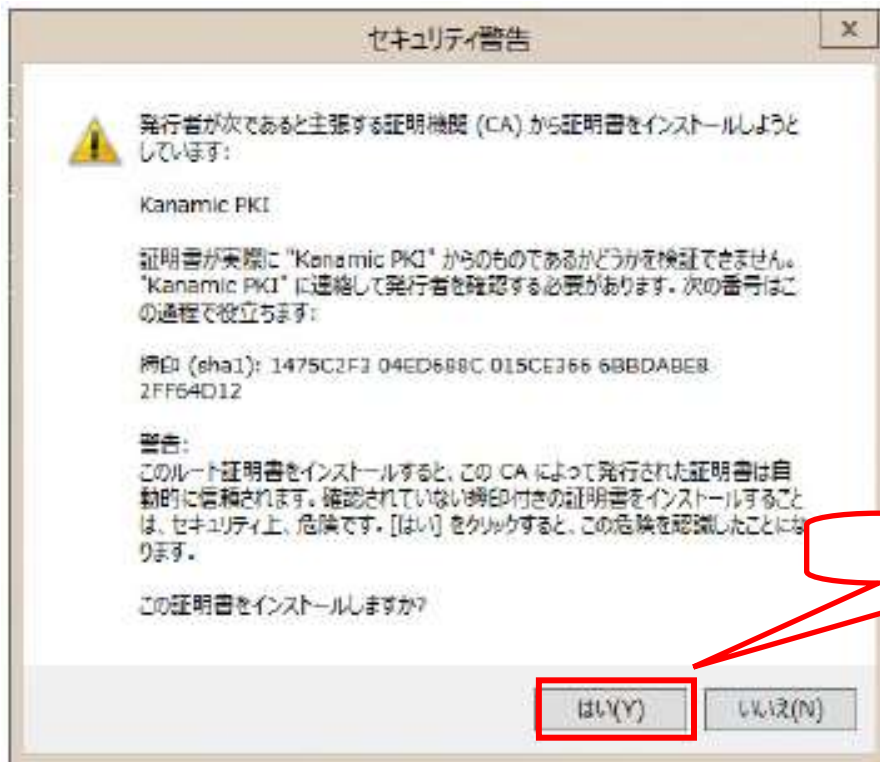 セキュリティ警告
発行者が次であると主張する証明機関 (CA) から証明書をインストールしようと
しています:
Kanamic PKI
証明書が実際に "Kanamic PKI" からのものであるかどうかを検証できません。
"Kanamic PKI" に連絡して発行者を確認する必要があります。次の番号はこ
の過程で役立ちます:
拇印 (sha1): 1475C2F3 04ED688C 015CE366 6BBDABE8
2FF64D12
警告:
このルート証明書をインストールすると、この CA によって発行された証明書は自
動的に信頼されます。確認されていない拇印付きの証明書をインストールすること
は、セキュリティ上、危険です。[はい] をクリックすると、この危険を認識したことにな
ります。
この証明書をインストールしますか?
はい(Y)
いいえ(N)